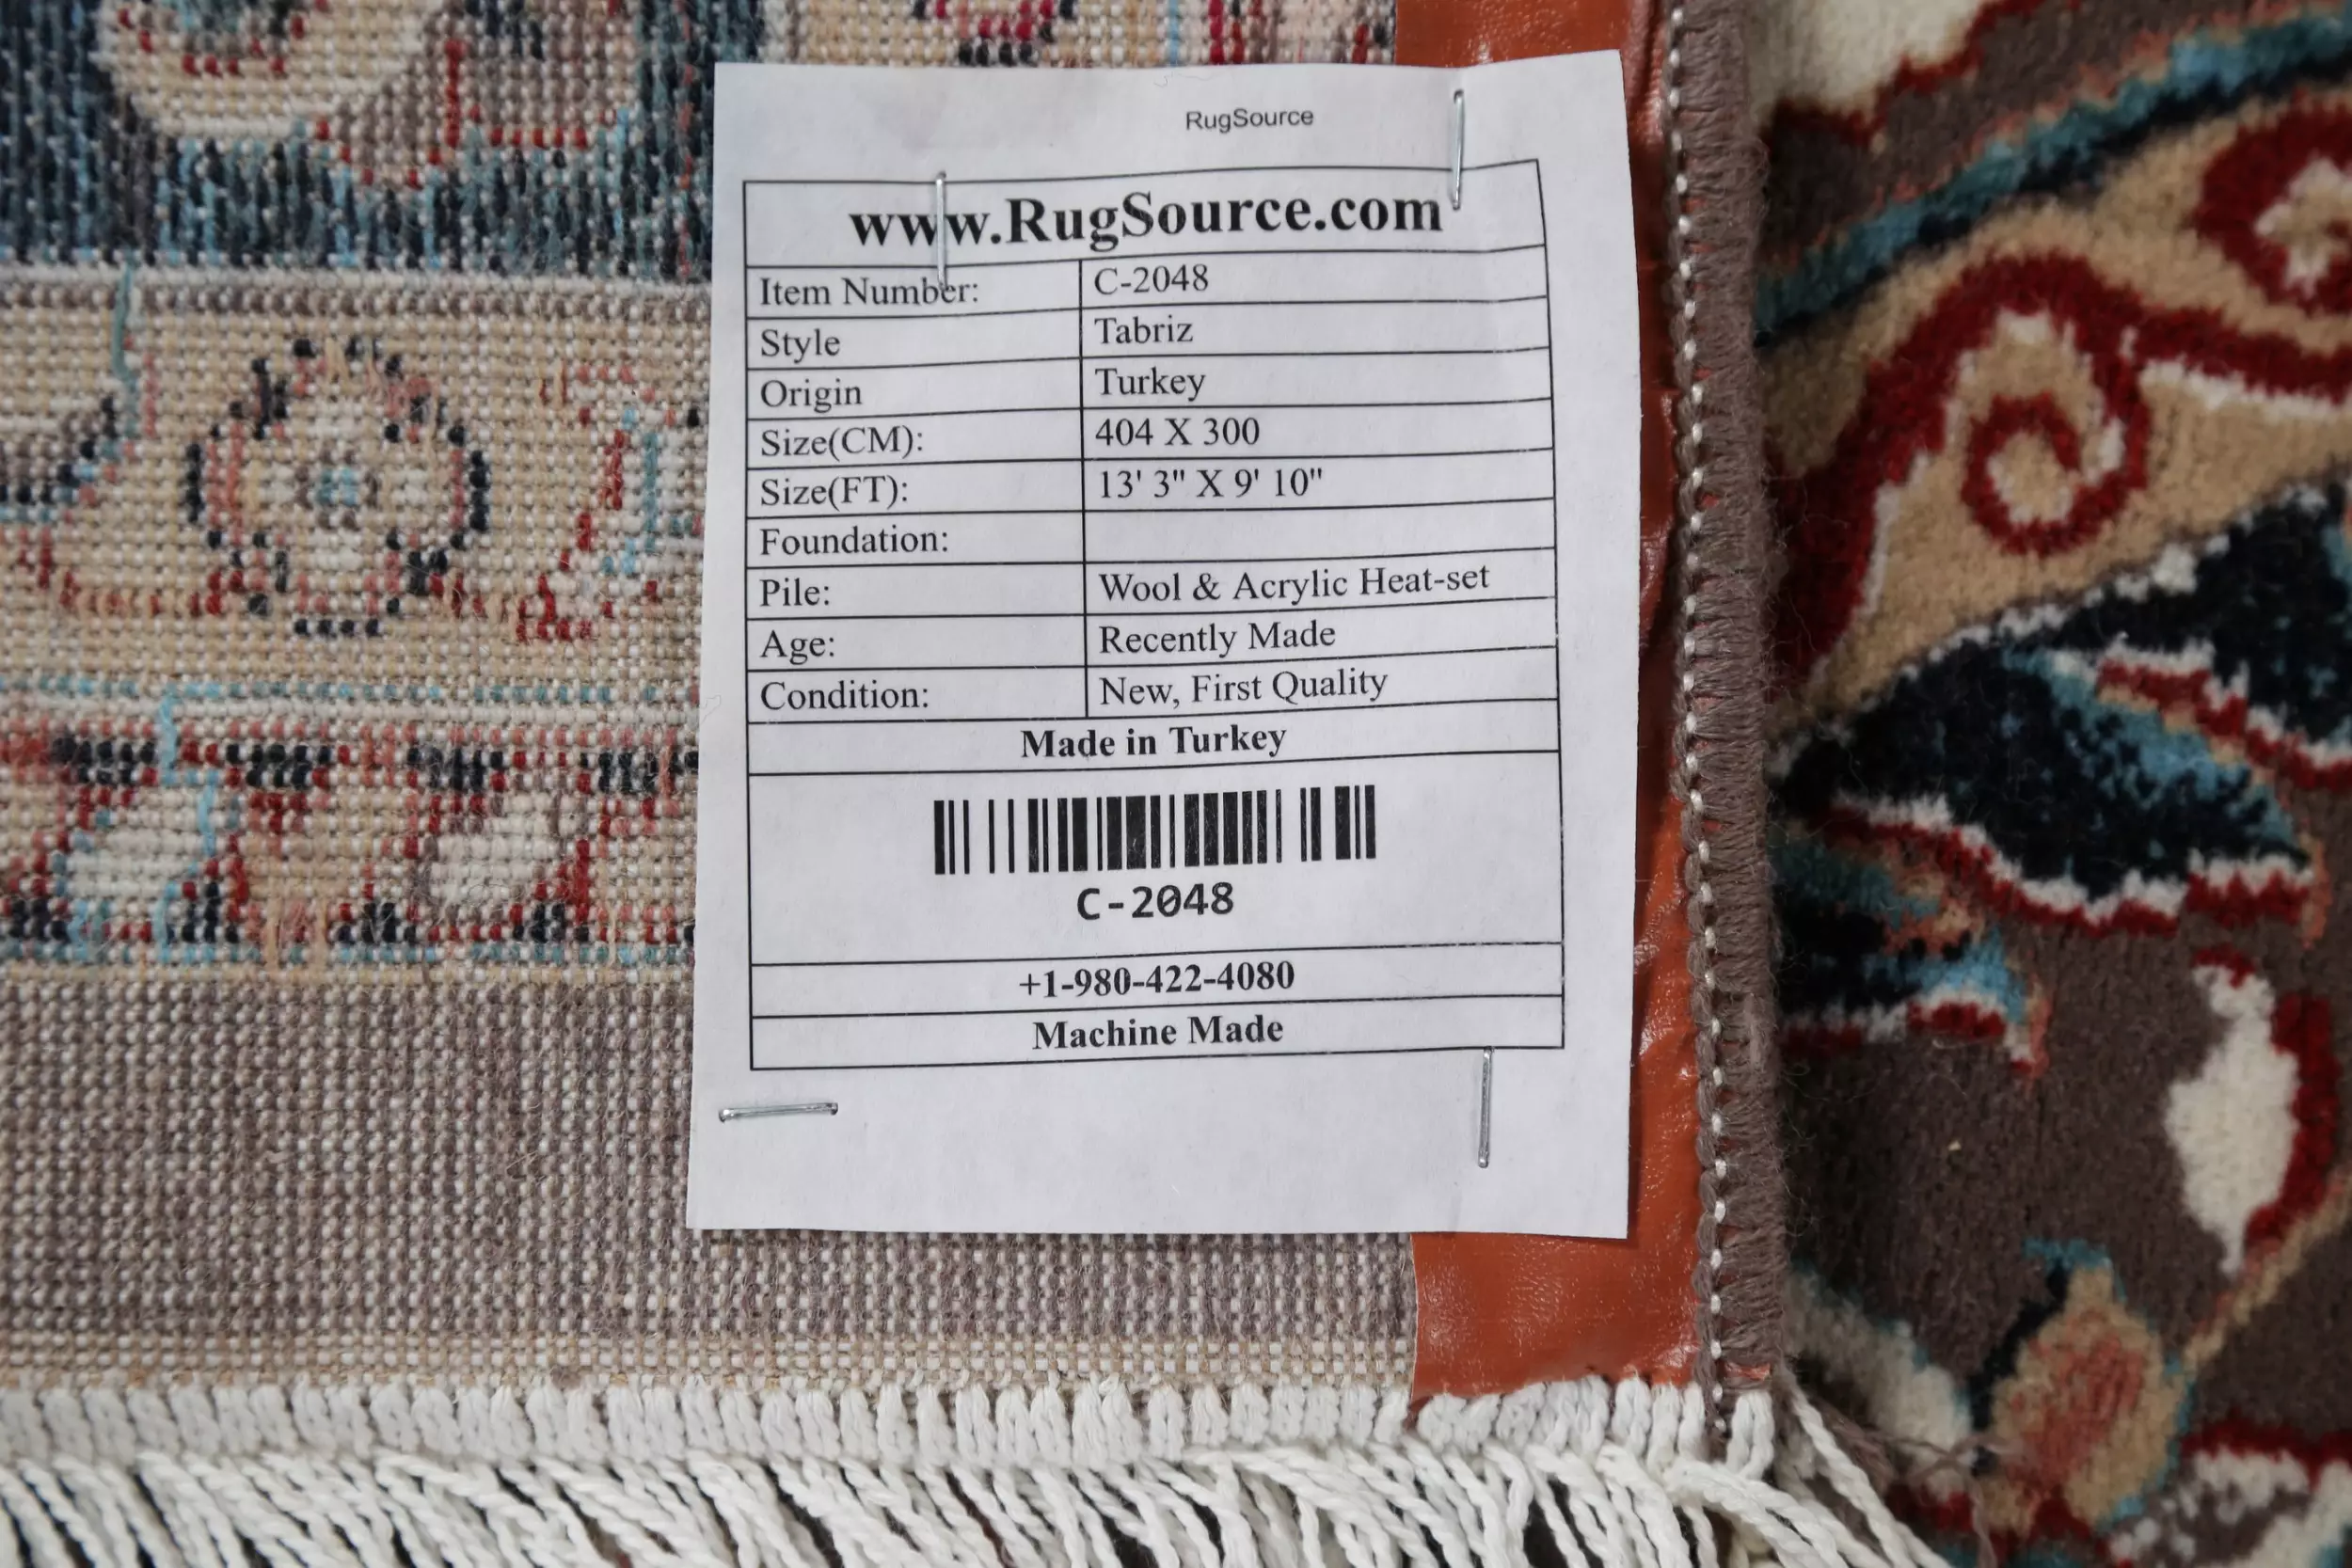 RugSource
www.RugSource.com
Item Number: C-2048
Style Tabriz
Origin Turkey
Size(CM): 404 X 300
Size(FT): 13' 3" X 9' 10"
Foundation:
Pile: Wool & Acrylic Heat-set
Age: Recently Made
Condition: New, First Quality
Made in Turkey
C-2048
+1-980-422-4080
Machine Made